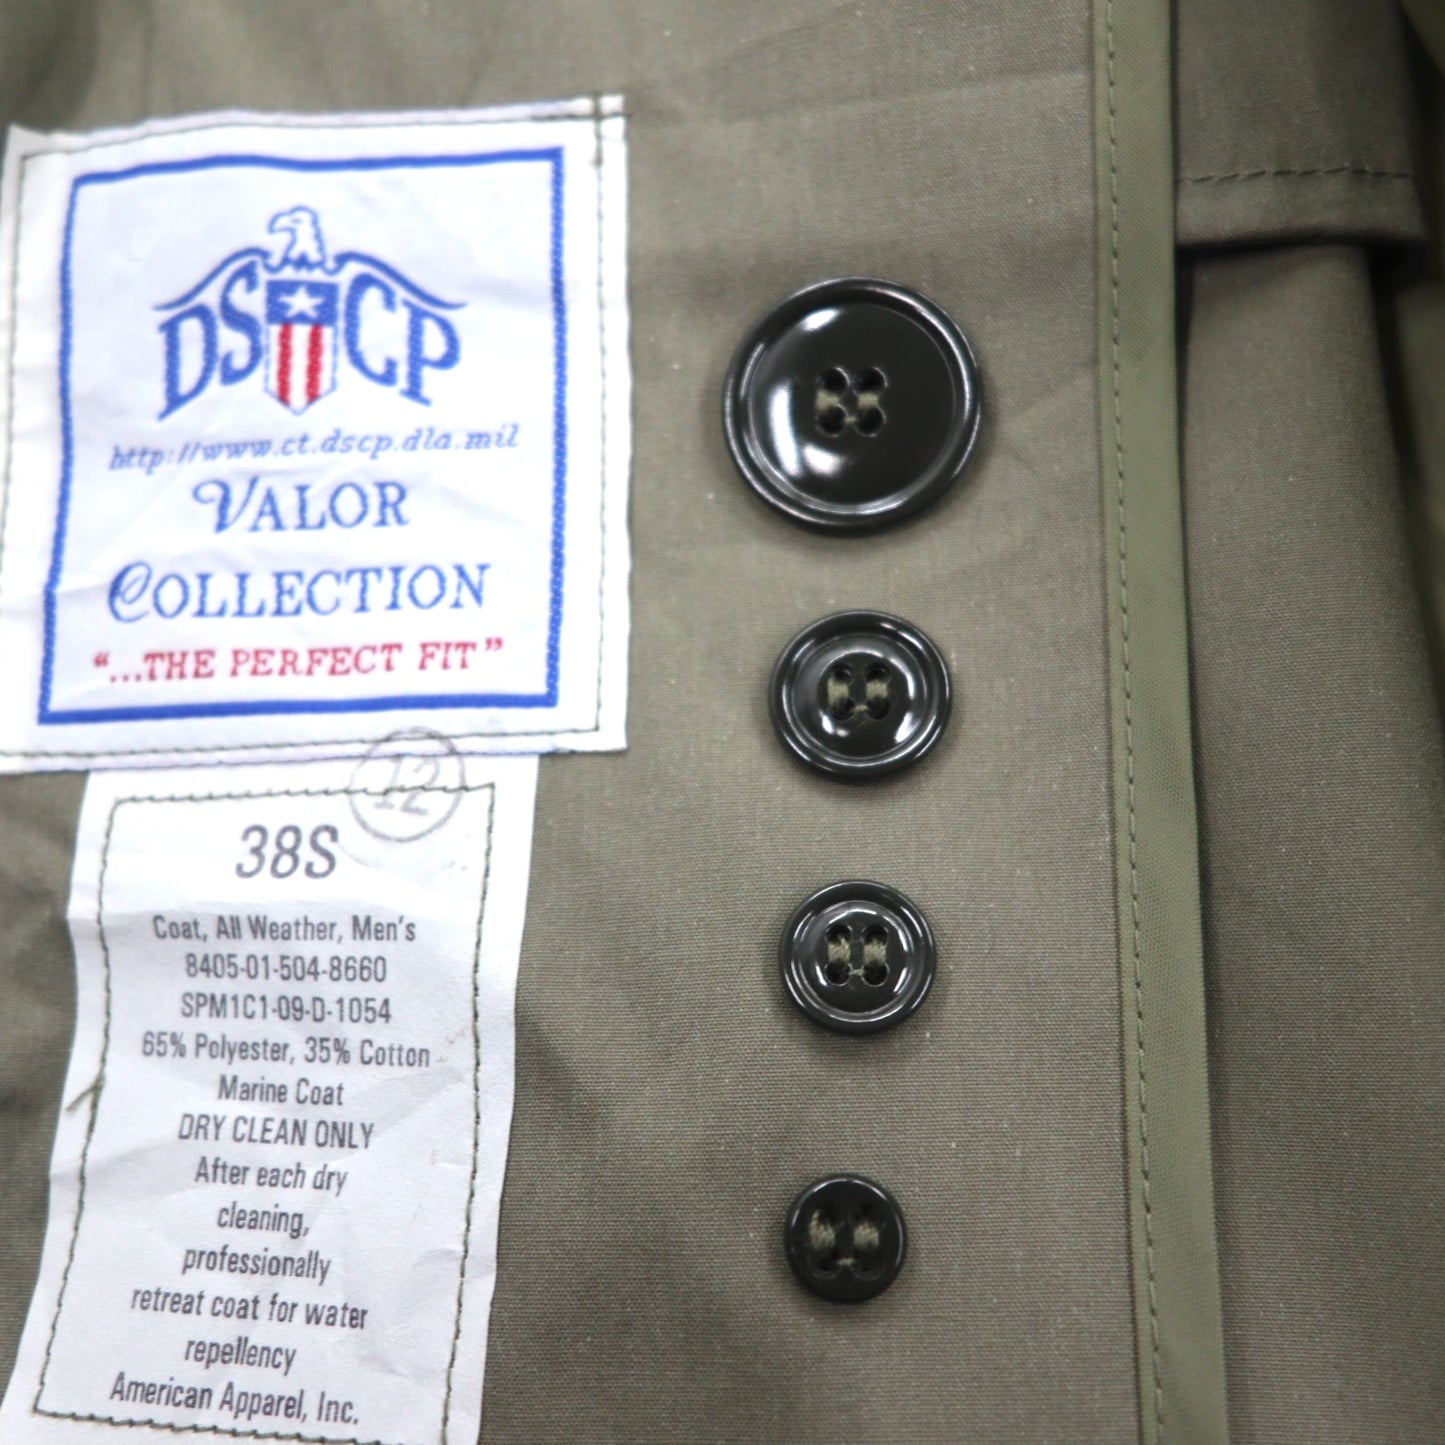 DSCP
http://www.ct.dscp.dla.mil
VALOR
COLLECTION
“...THE PERFECT FIT”
12
38S
Coat, All Weather, Men's
8405-01-504-8660
SPM1C1-09-D-1054
65% Polyester, 35% Cotton
Marine Coat
DRY CLEAN ONLY
After each dry
cleaning,
professionally
retreat coat for water
repellency
American Apparel, Inc.